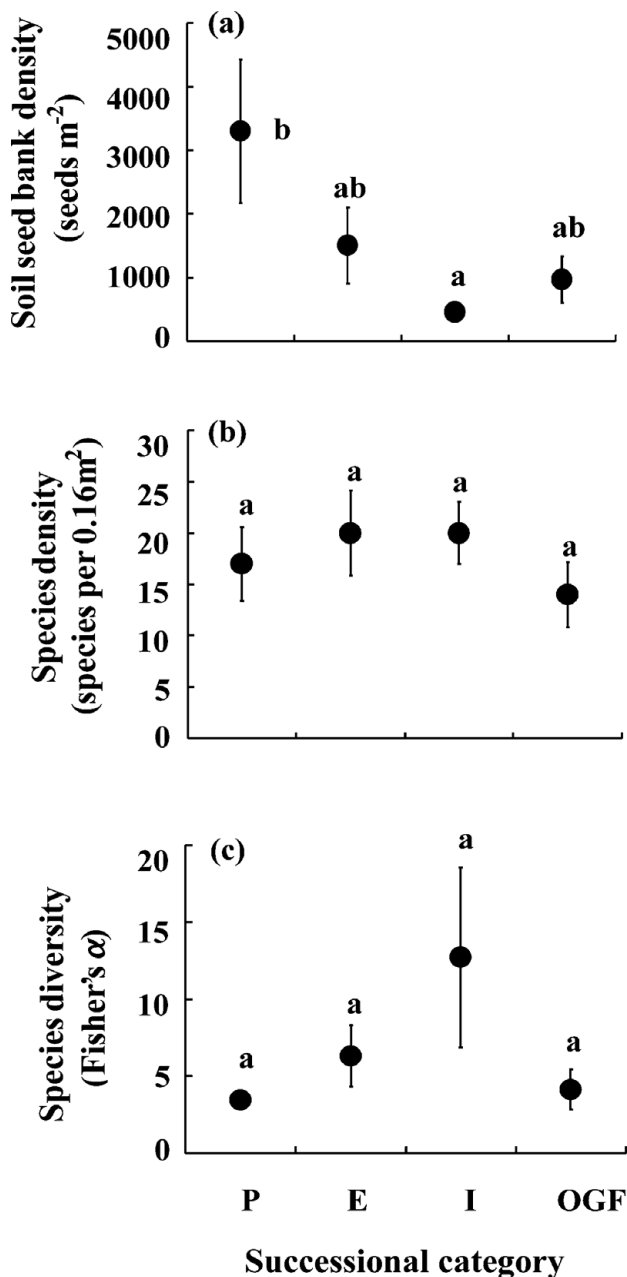 (a)
Soil seed bank density
(seeds m⁻²)
5000
4000
3000
2000
1000
0
b
ab
a
ab
(b)
Species density
(species per 0.16m²)
30
25
20
15
10
5
0
a
a
a
a
(c)
Species diversity
(Fisher's α)
20
15
10
5
0
a
a
a
a
P E I OGF
Successional category